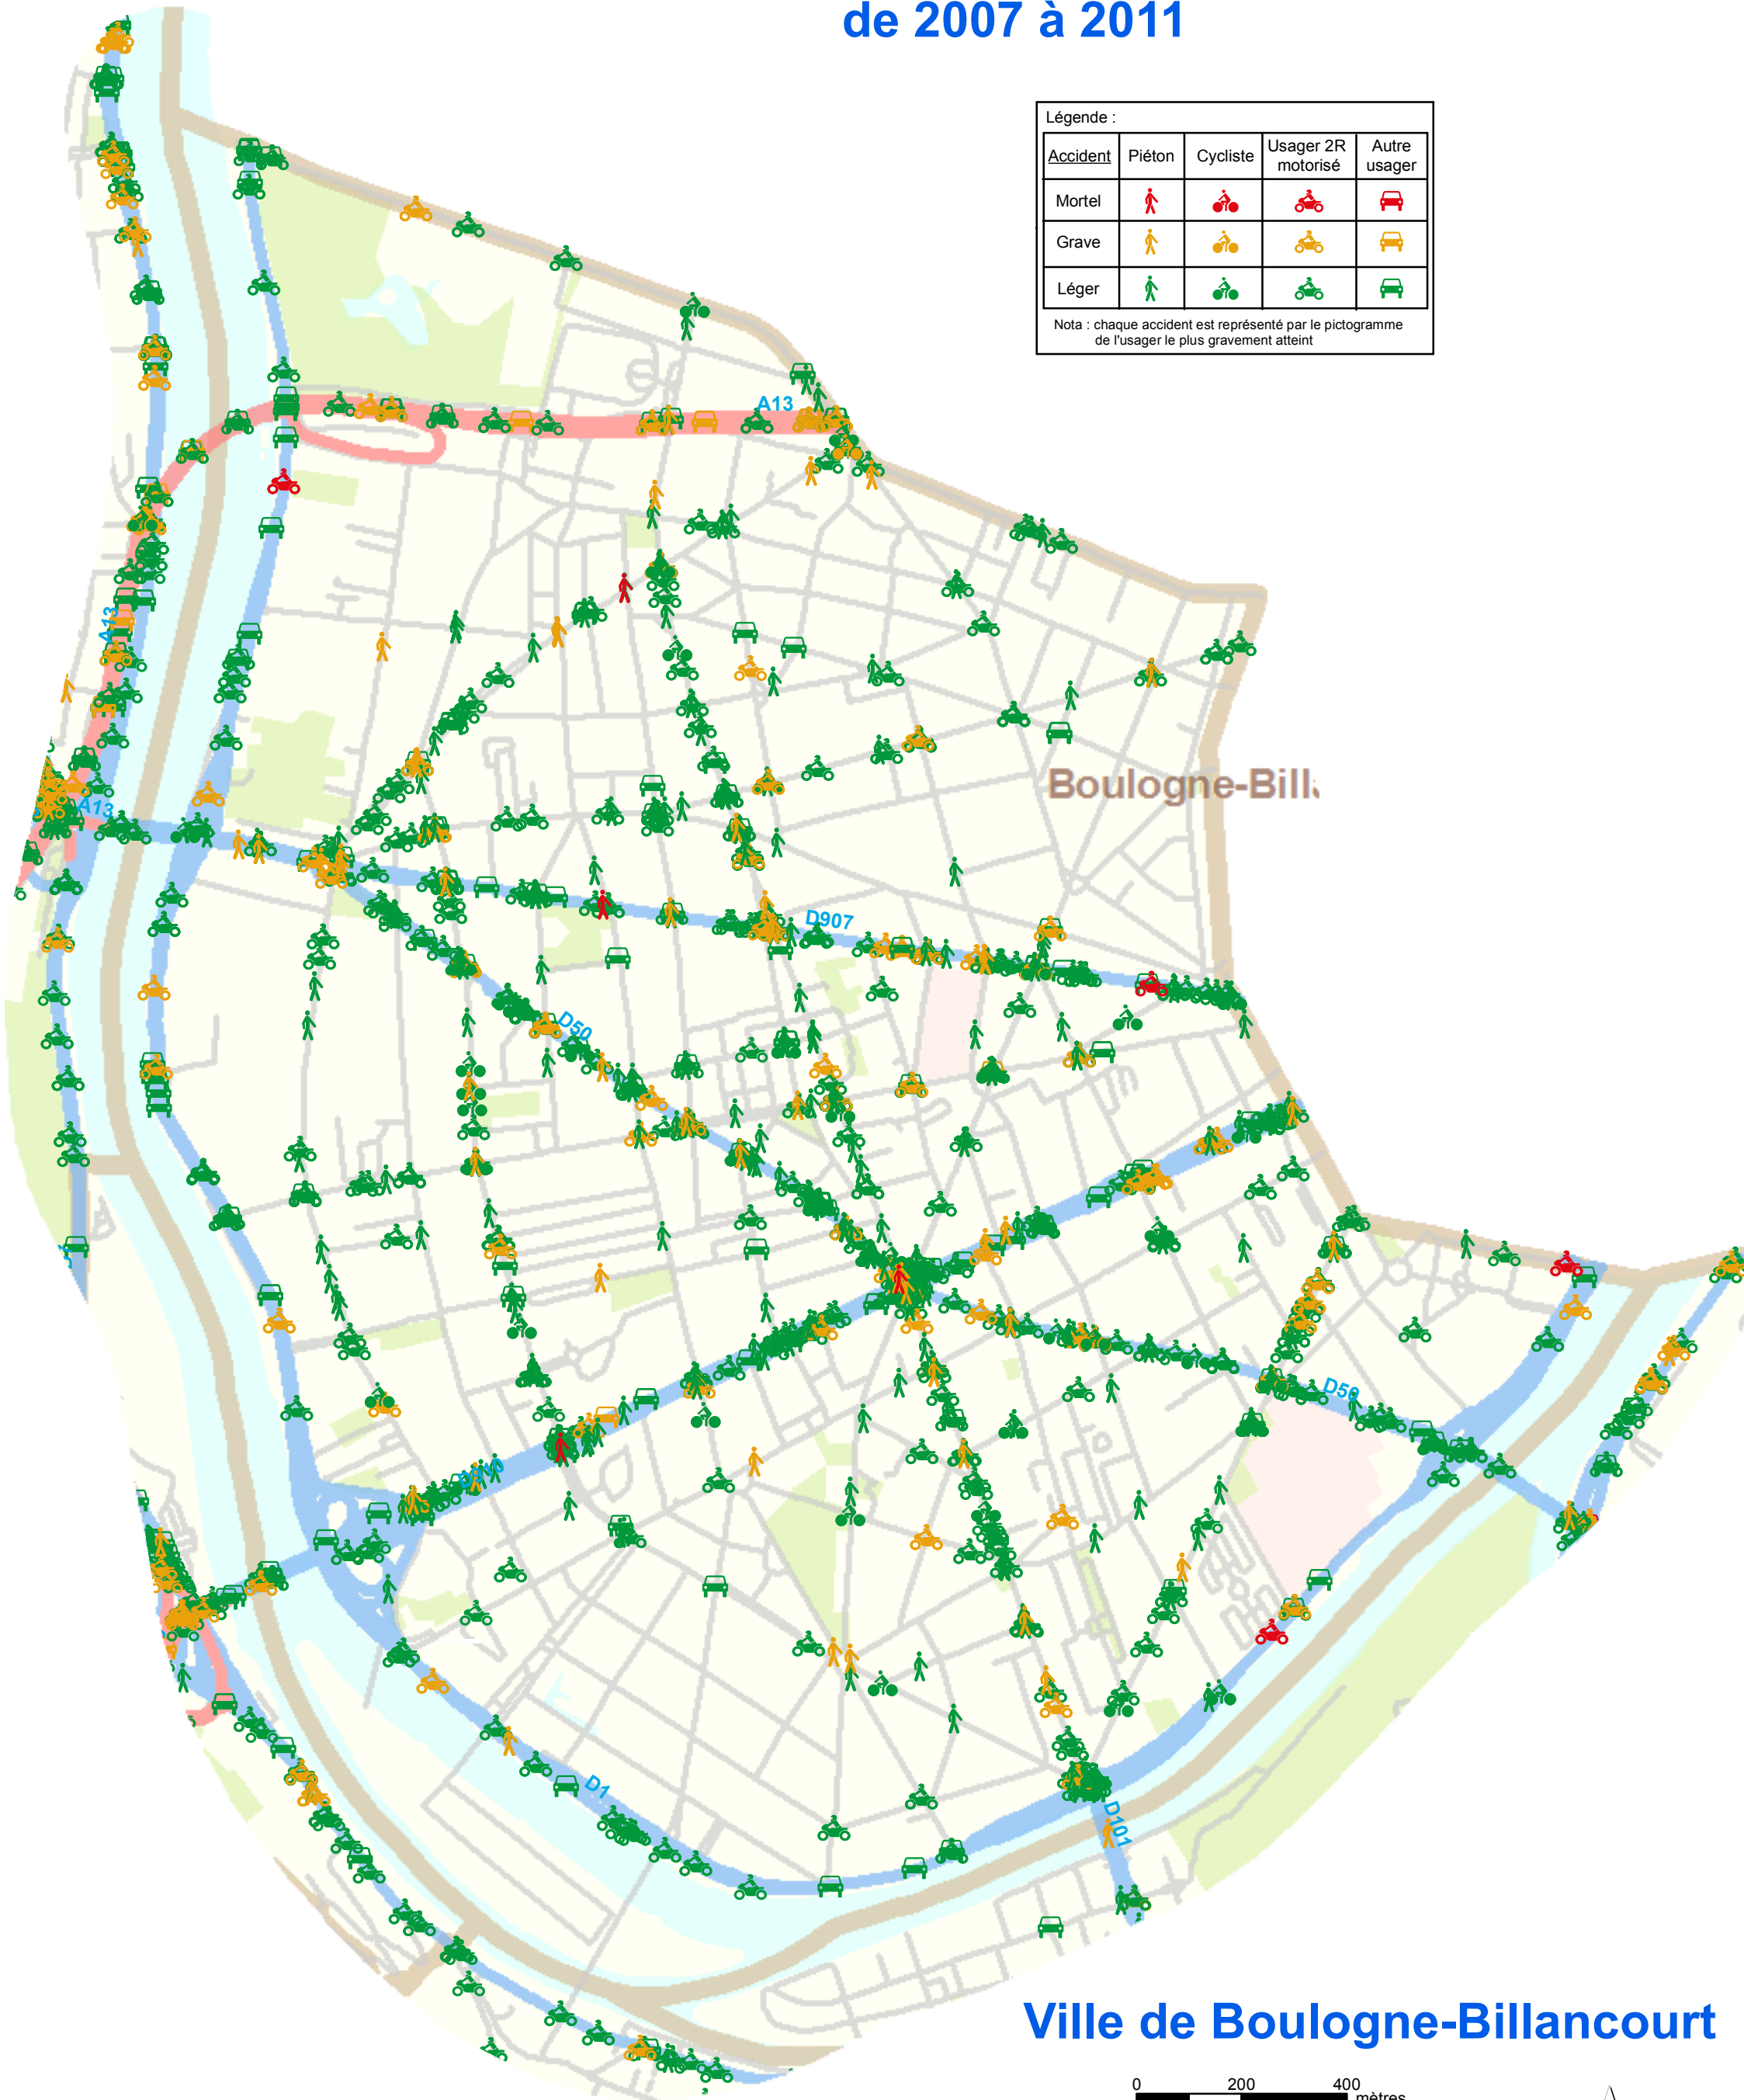 de 2007 à 2011
Légende :
Accident Piéton Cycliste Usager 2R motorisé Autre usager
Mortel
Grave
Léger
Nota : chaque accident est représenté par le pictogramme
de l'usager le plus gravement atteint
A13
A13
A13
Boulogne-Bill
D907
D50
D50
D1
D101
Ville de Boulogne-Billancourt
0 200 400
mètres